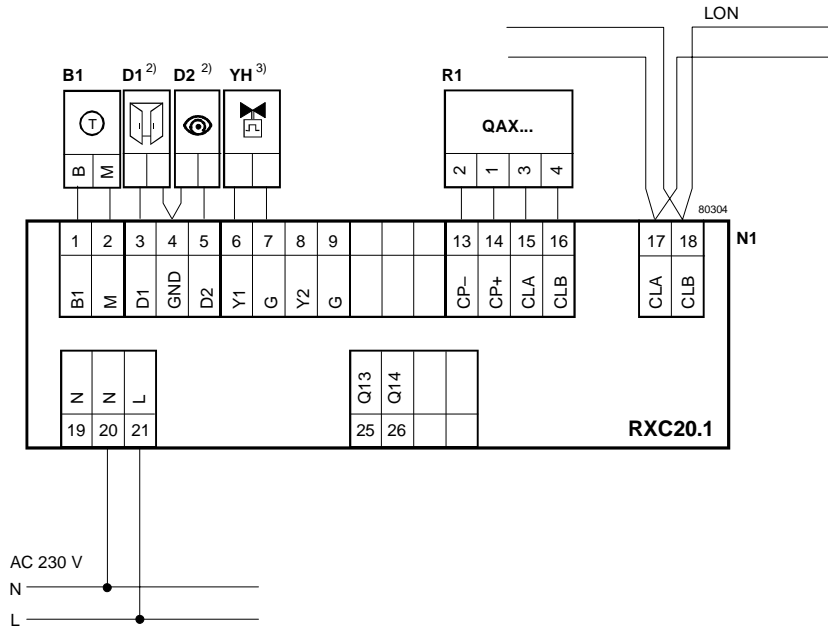 LON
B1 D1 2) D2 2) YH 3) R1
T
QAX...
B M 2 1 3 4
80304
1 2 3 4 5 6 7 8 9 13 14 15 16 17 18 N1
B1 M D1 GND D2 Y1 G Y2 G CP– CP+ CLA CLB CLA CLB
N N L Q13 Q14
19 20 21 25 26 RXC20.1
AC 230 V
N
L